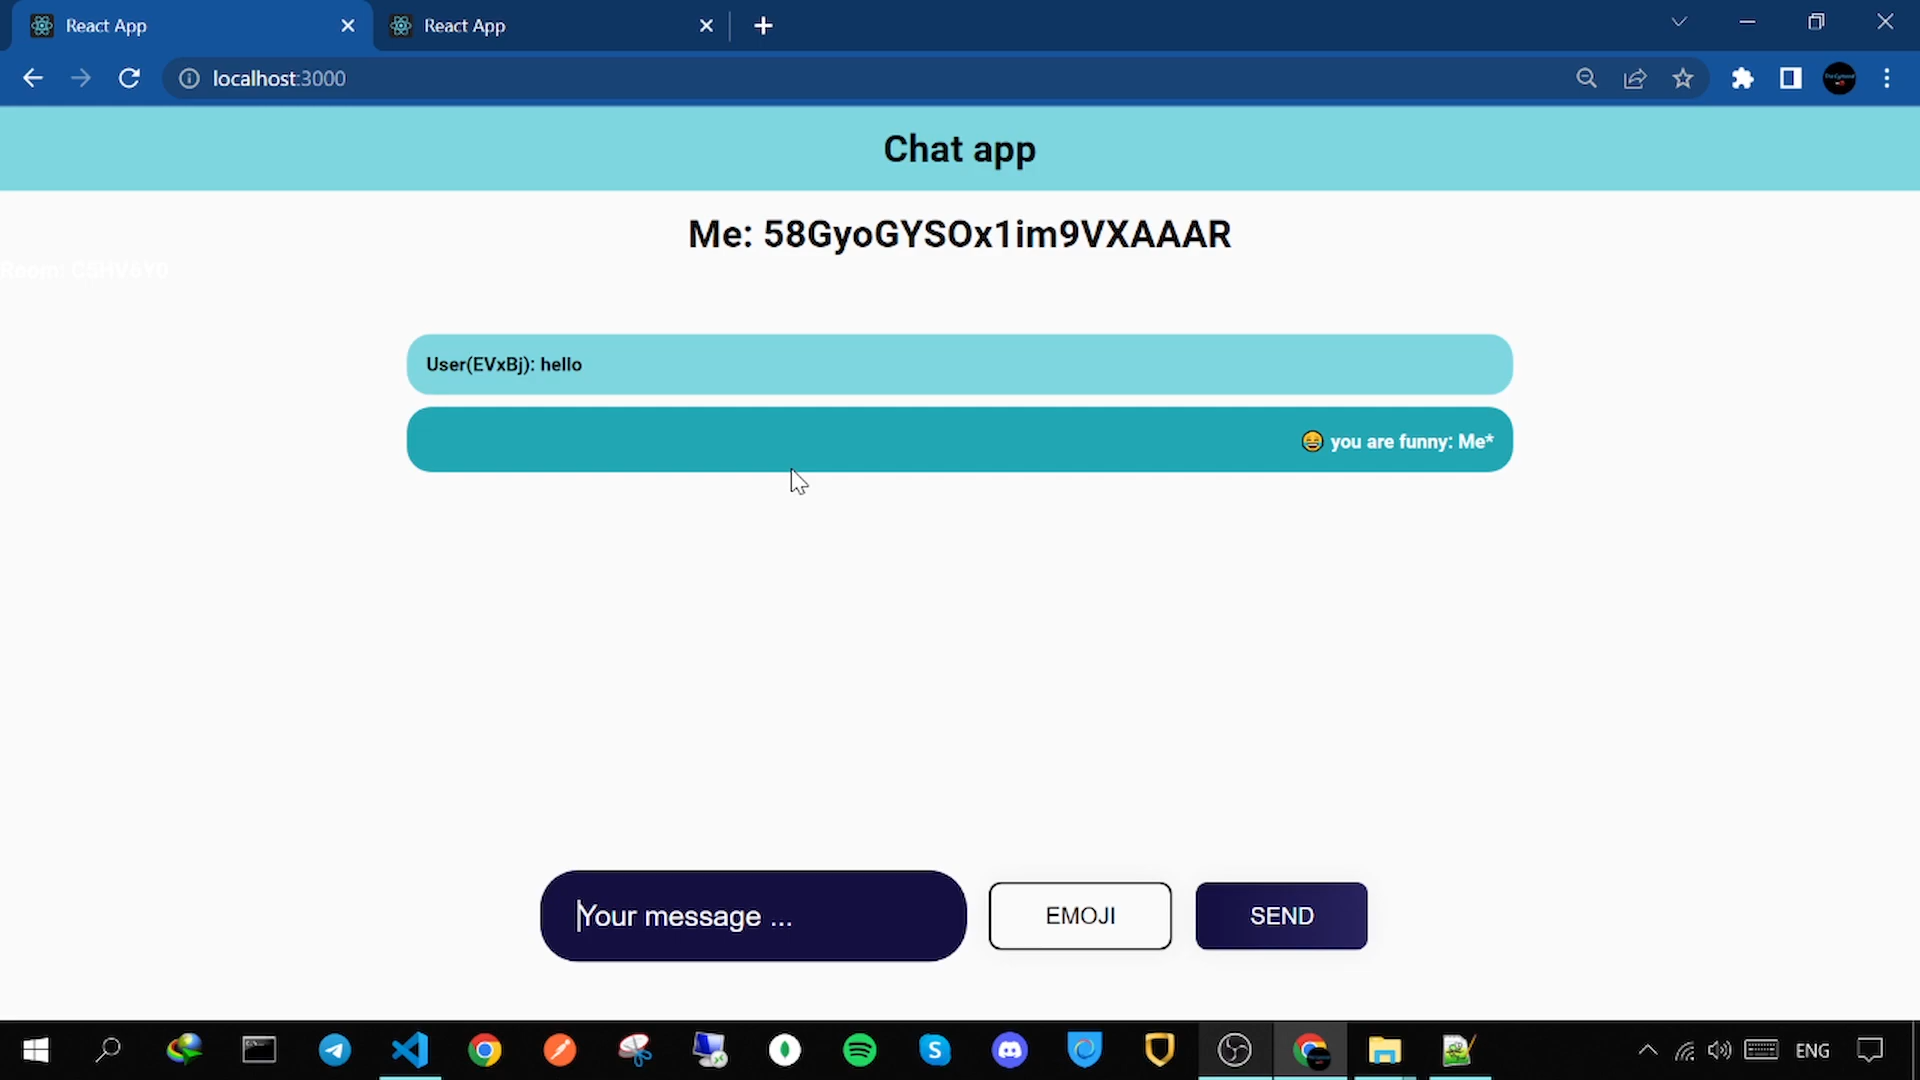 React App
React App
localhost:3000
Chat app
Me: 58GyoGYSOx1im9VXAAAR
Room:
User(EVxBj): hello
😄 you are funny: Me*
Your message ...
EMOJI
SEND
ENG